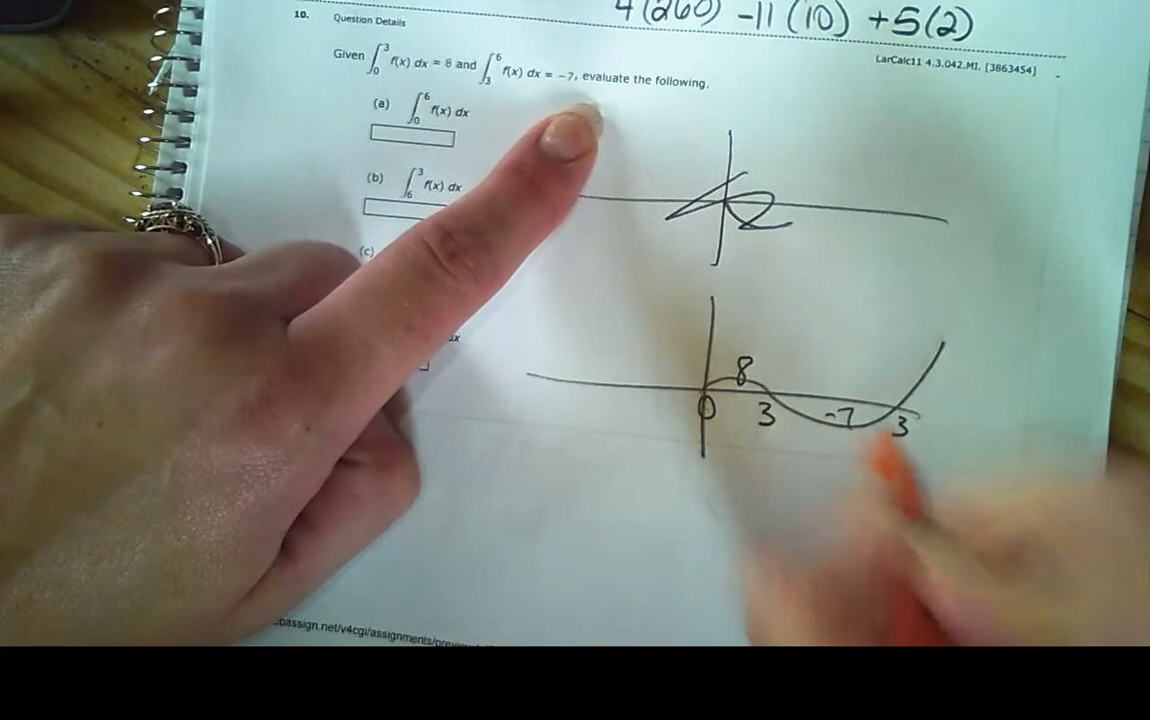 4(260) -11(10) +5(2)
10. Question Details
LarCalc11 4.3.042.MI. [3863454]
Given ∫₀³ f(x) dx = 8 and ∫₃⁶ f(x) dx = -7, evaluate the following.
(a) ∫₀⁶ f(x) dx
(b) ∫₆³ f(x) dx
(c)
8
0 3 -7 3